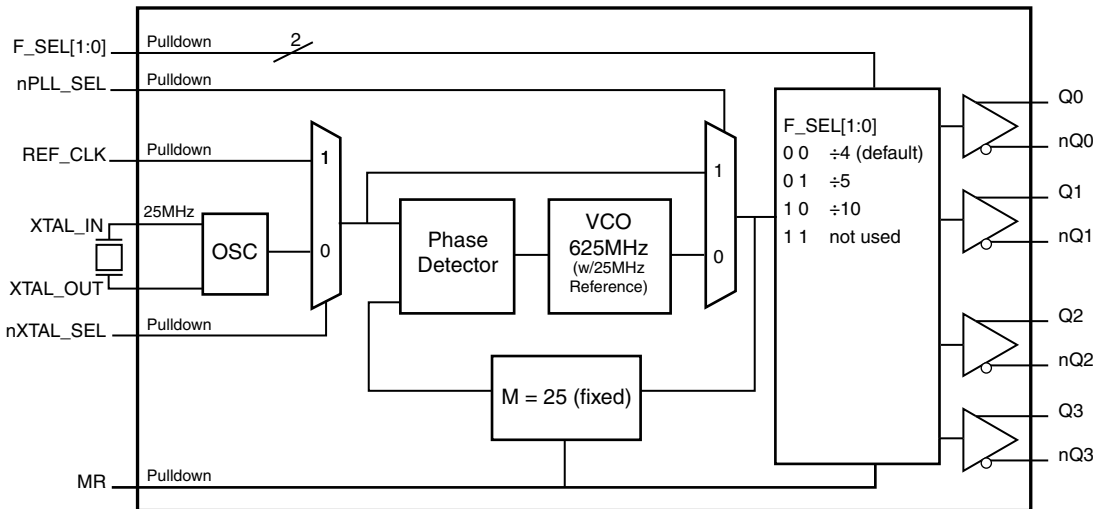 F_SEL[1:0]
Pulldown
2
nPLL_SEL
Pulldown
REF_CLK
Pulldown
1
0
XTAL_IN
25MHz
OSC
XTAL_OUT
nXTAL_SEL
Pulldown
Phase
Detector
VCO
625MHz
(w/25MHz
Reference)
1
0
M = 25 (fixed)
MR
Pulldown
F_SEL[1:0]
0 0 ÷4 (default)
0 1 ÷5
1 0 ÷10
1 1 not used
Q0
nQ0
Q1
nQ1
Q2
nQ2
Q3
nQ3